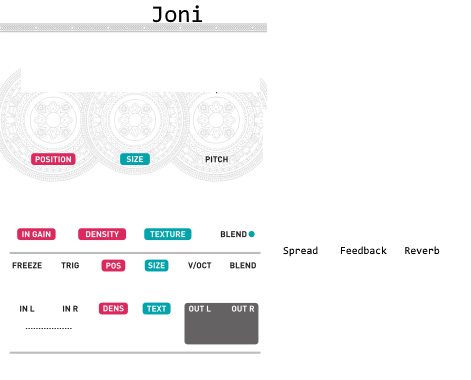 Joni
POSITION SIZE PITCH
IN GAIN DENSITY TEXTURE BLEND
Spread Feedback Reverb
FREEZE TRIG POS SIZE V/OCT BLEND
IN L IN R DENS TEXT OUT L OUT R